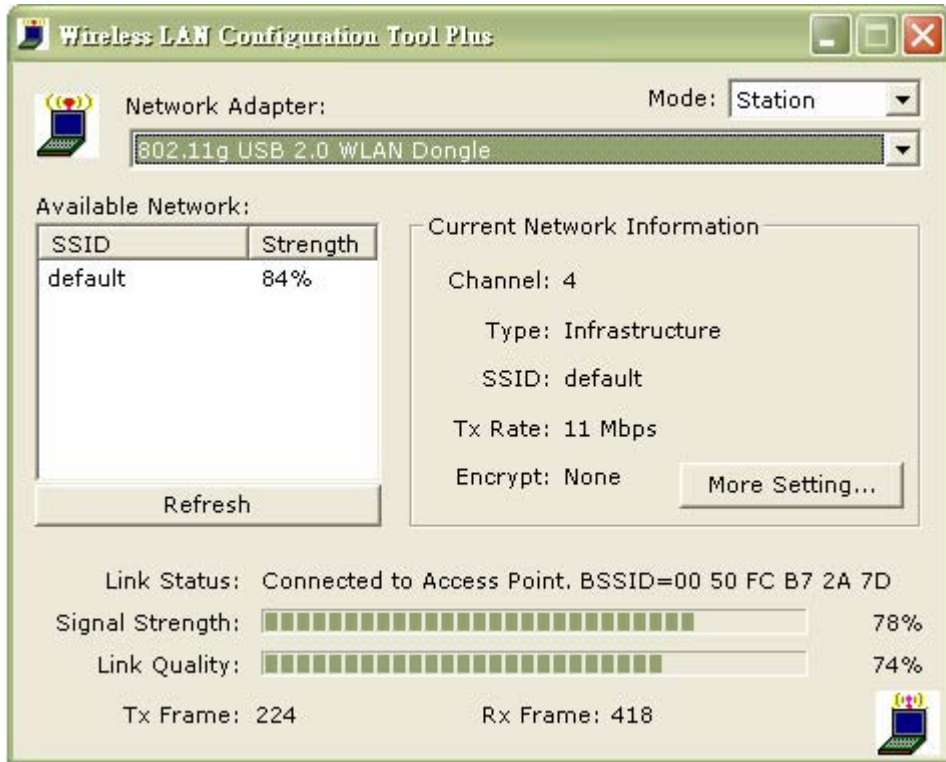 Wireless LAN Configuration Tool Plus
Network Adapter:
Mode: Station
802.11g USB 2.0 WLAN Dongle
Available Network:
SSID Strength
default 84%
Refresh
Current Network Information
Channel: 4
Type: Infrastructure
SSID: default
Tx Rate: 11 Mbps
Encrypt: None
More Setting...
Link Status: Connected to Access Point. BSSID=00 50 FC B7 2A 7D
Signal Strength: 78%
Link Quality: 74%
Tx Frame: 224 Rx Frame: 418